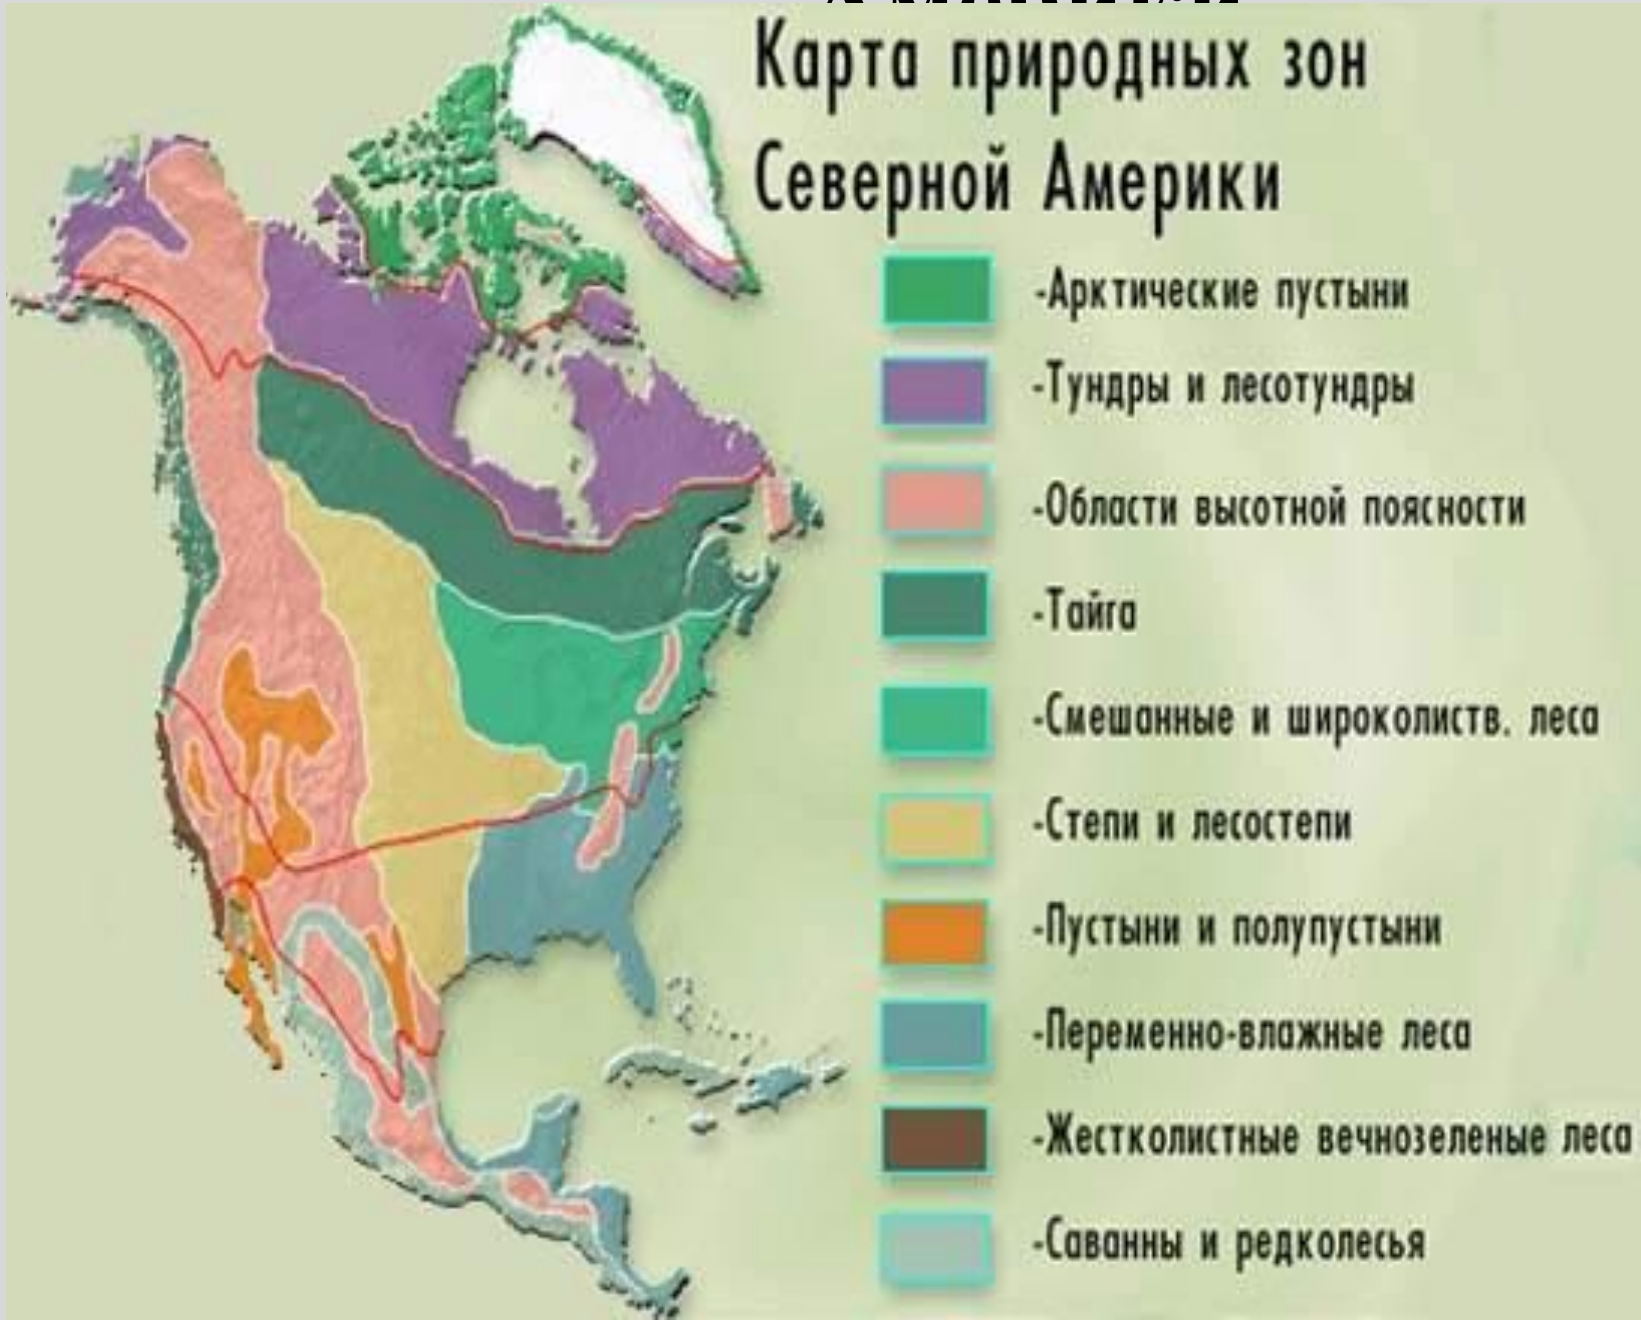 Карта природных зон
Северной Америки
-Арктические пустыни
-Тундры и лесотундры
-Области высотной поясности
-Тайга
-Смешанные и широколиств. леса
-Степи и лесостепи
-Пустыни и полупустыни
-Переменно-влажные леса
-Жестколистные вечнозеленые леса
-Саванны и редколесья